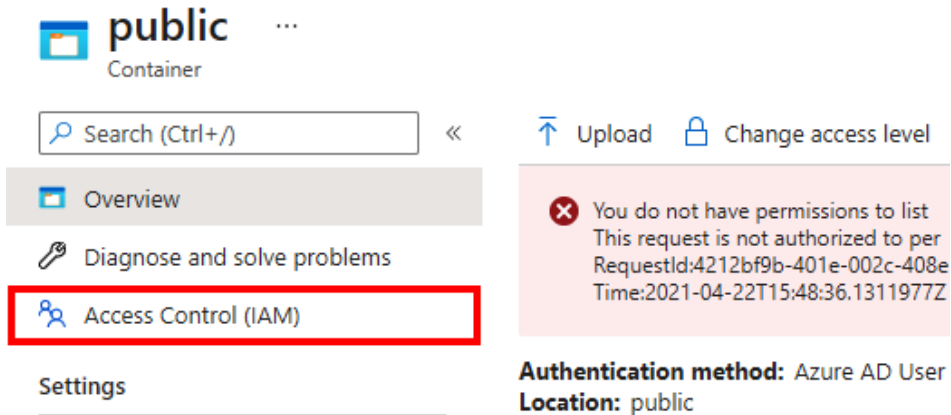 public ...
Container
Search (Ctrl+/)
«
Upload Change access level
Overview
Diagnose and solve problems
Access Control (IAM)
Settings
You do not have permissions to list
This request is not authorized to per
RequestId:4212bf9b-401e-002c-408e
Time:2021-04-22T15:48:36.1311977Z
Authentication method: Azure AD User
Location: public